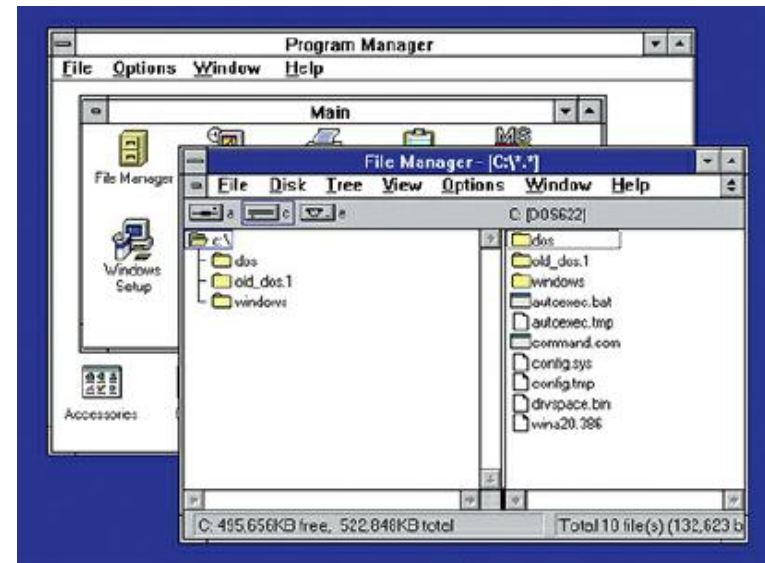 Program Manager
File Options Window Help
Main
File Manager
MS
Windows
Setup
Accessories
File Manager - [C:\*.*]
File Disk Tree View Options Window Help
a c e
C: [DOS622]
c:\
dos
old_dos.1
windows
dos
old_dos.1
windows
autoexec.bat
autoexec.tmp
command.com
config.sys
config.tmp
drvspace.bin
wina20.386
C: 495,656KB free, 522,848KB total
Total 10 file(s) (132,623 b